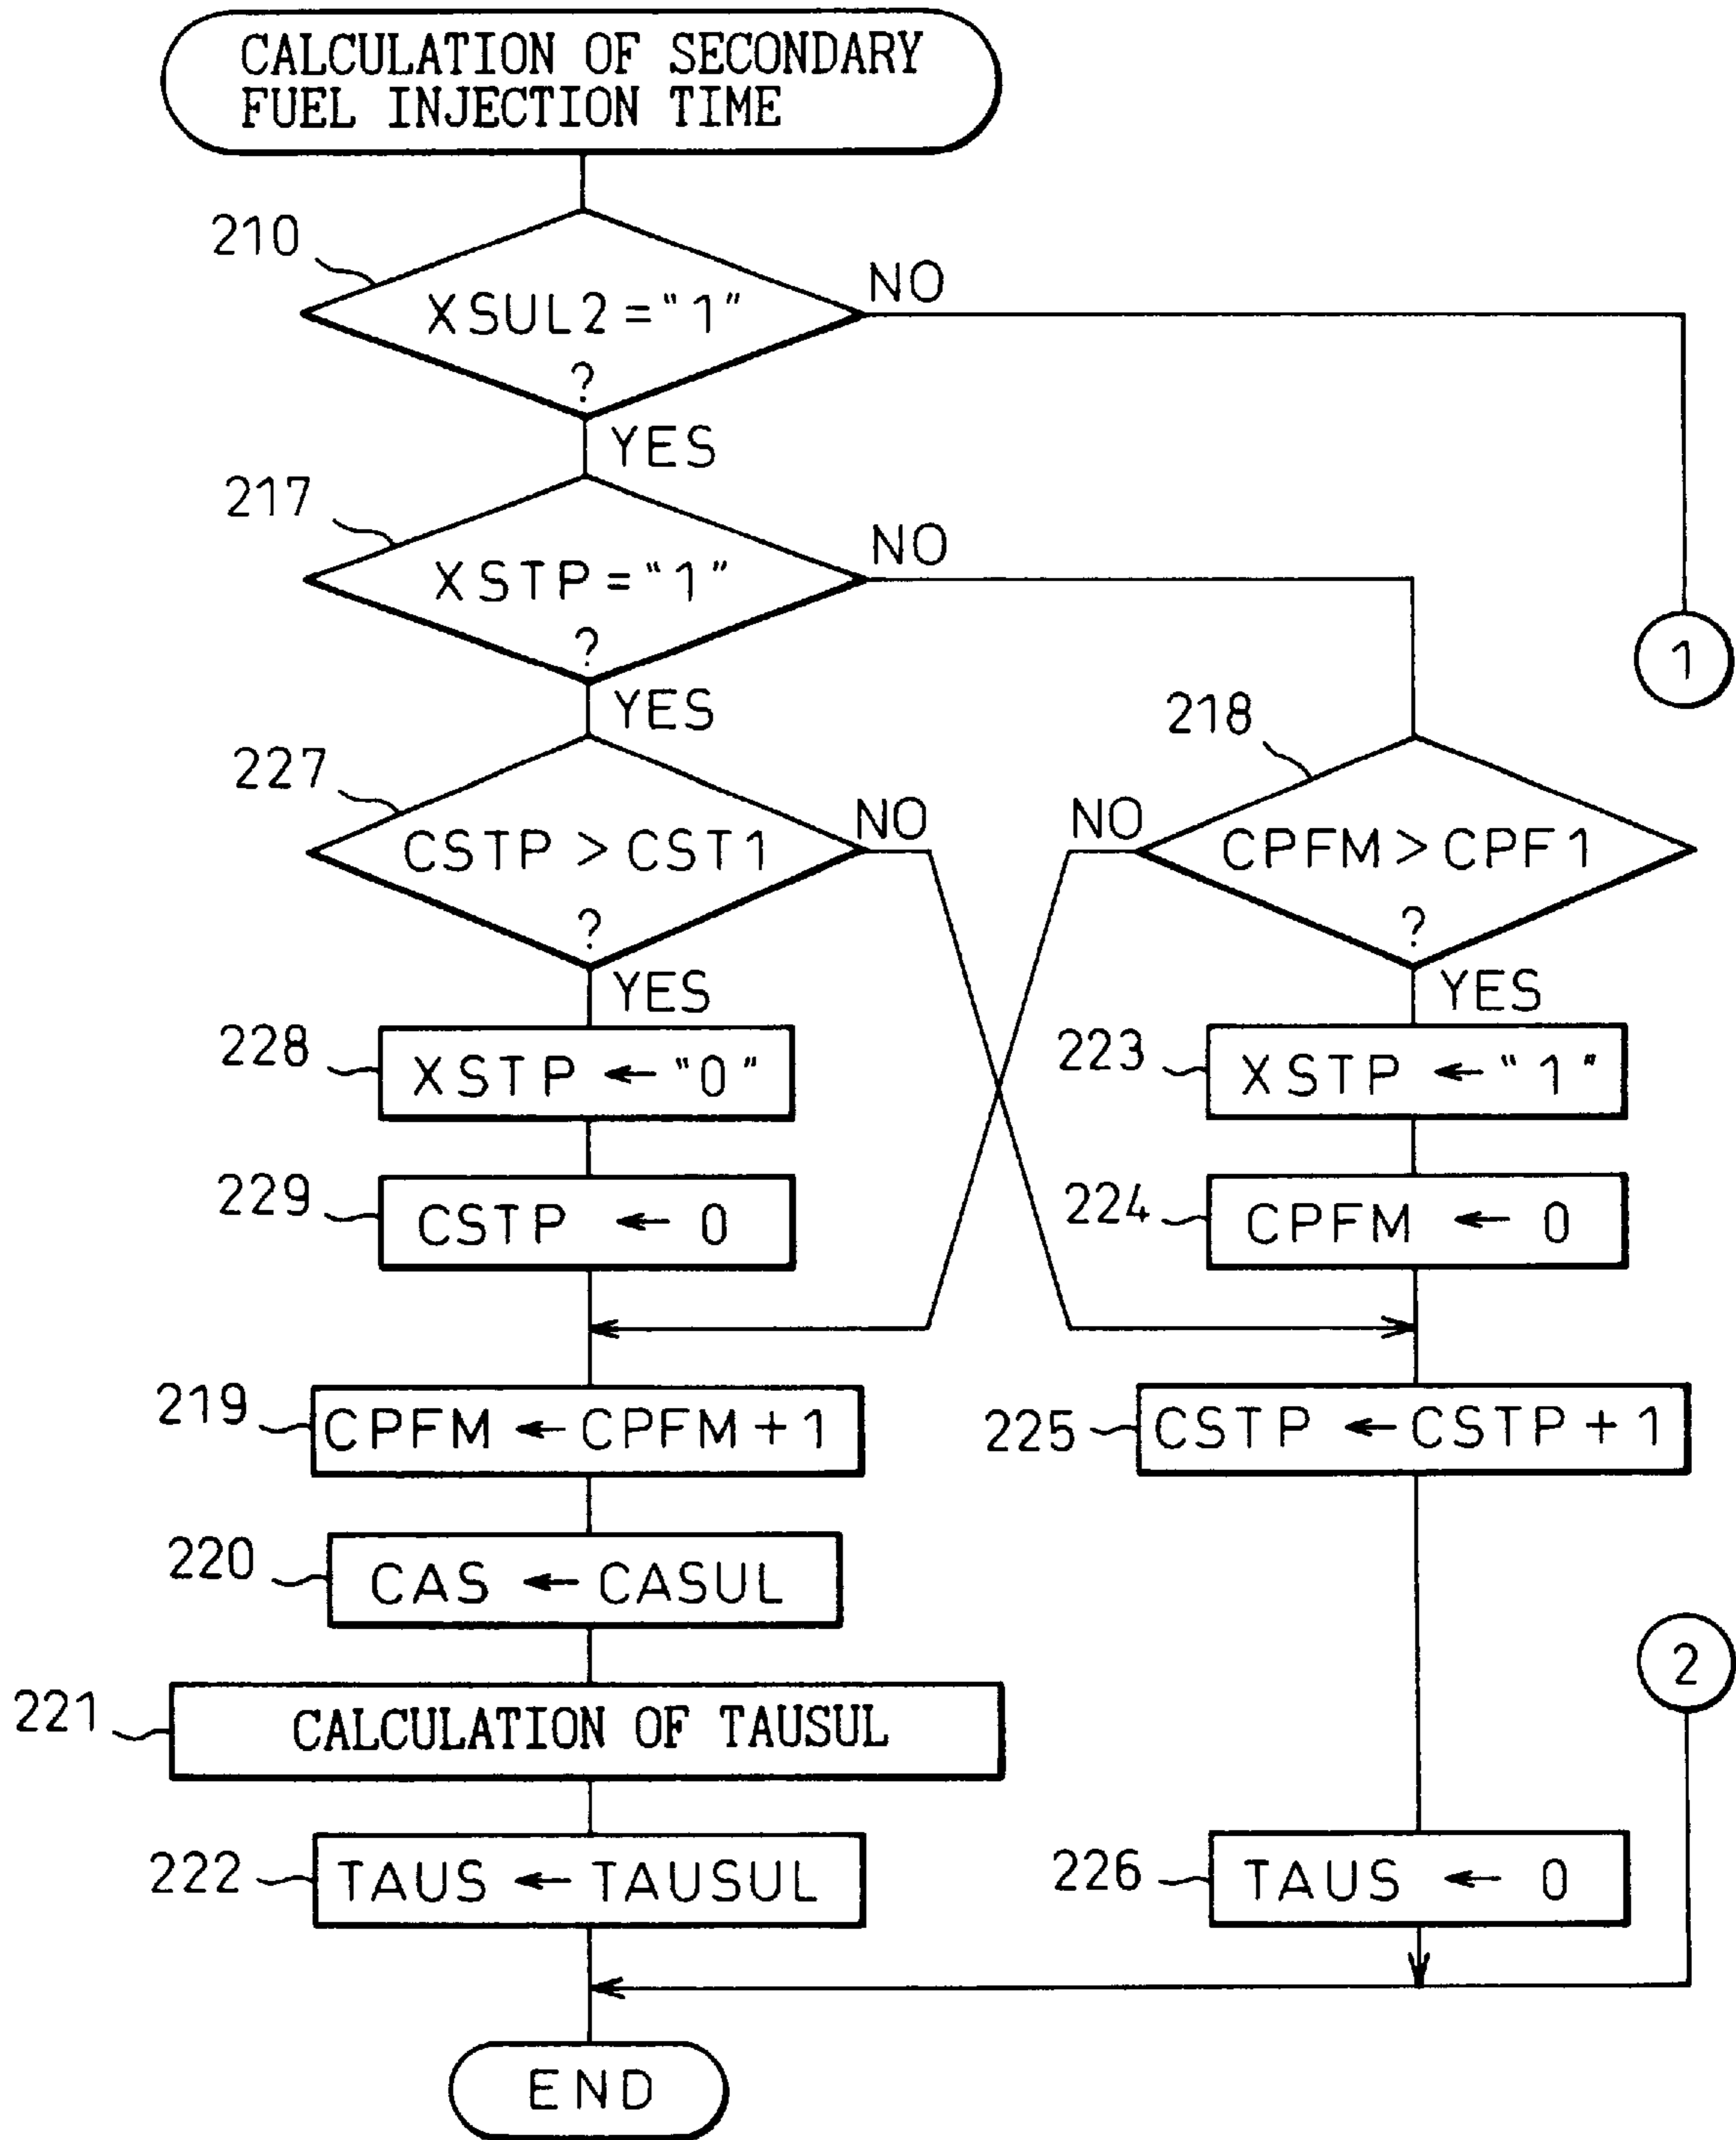 CALCULATION OF SECONDARY
FUEL INJECTION TIME
210
XSUL2="1"
?
NO
YES
217
XSTP="1"
?
NO
YES
1
227
CSTP > CST1
?
NO
YES
218
CPFM > CPF1
?
NO
YES
228
XSTP ← "0"
223
XSTP ← "1"
229
CSTP ← 0
224
CPFM ← 0
219
CPFM ← CPFM+1
225
CSTP ← CSTP+1
220
CAS ← CASUL
2
221
CALCULATION OF TAUSUL
222
TAUS ← TAUSUL
226
TAUS ← 0
END